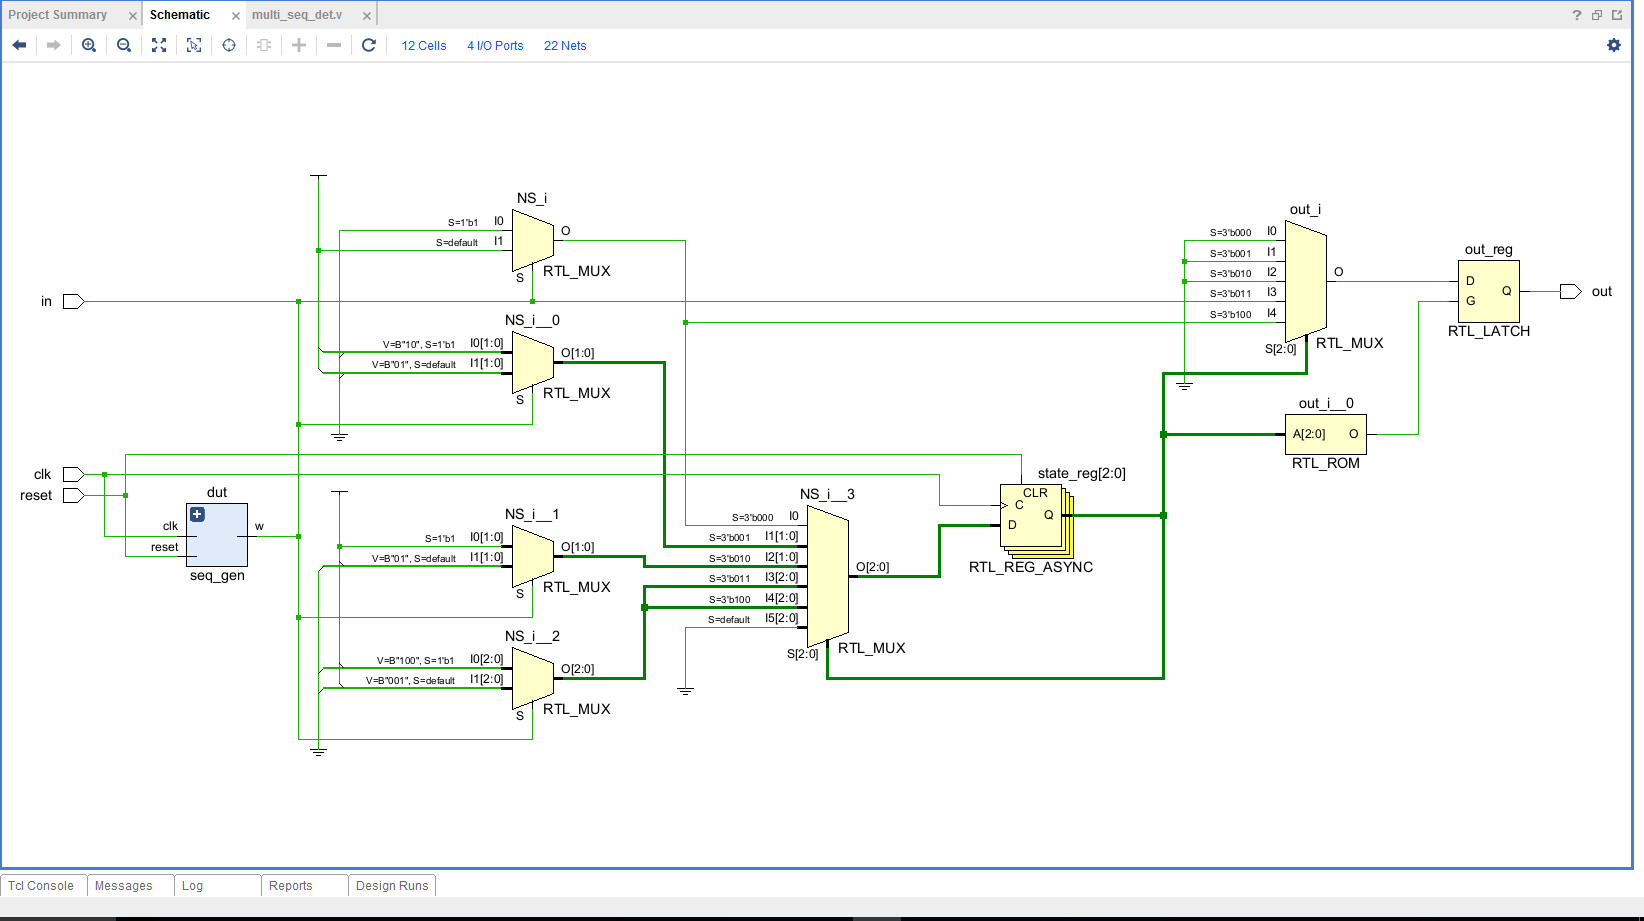 Project Summary
Schematic
multi_seq_det.v
12 Cells
4 I/O Ports
22 Nets
NS_i
S=1'b1 I0
S=default I1
O
S
RTL_MUX
in
NS_i__0
V=B"10", S=1'b1 I0[1:0]
V=B"01", S=default I1[1:0]
O[1:0]
S
RTL_MUX
clk
reset
dut
clk
reset
w
seq_gen
NS_i__1
S=1'b1 I0[1:0]
V=B"01", S=default I1[1:0]
O[1:0]
S
RTL_MUX
NS_i__2
V=B"100", S=1'b1 I0[2:0]
V=B"001", S=default I1[2:0]
O[2:0]
S
RTL_MUX
NS_i__3
S=3'b000 I0
S=3'b001 I1[1:0]
S=3'b010 I2[1:0]
S=3'b011 I3[2:0]
S=3'b100 I4[2:0]
S=default I5[2:0]
O[2:0]
S[2:0]
RTL_MUX
state_reg[2:0]
CLR
C
D
Q
RTL_REG_ASYNC
out_i
S=3'b000 I0
S=3'b001 I1
S=3'b010 I2
S=3'b011 I3
S=3'b100 I4
O
S[2:0]
RTL_MUX
out_i__0
A[2:0] O
RTL_ROM
out_reg
D
G
Q
RTL_LATCH
out
Tcl Console
Messages
Log
Reports
Design Runs